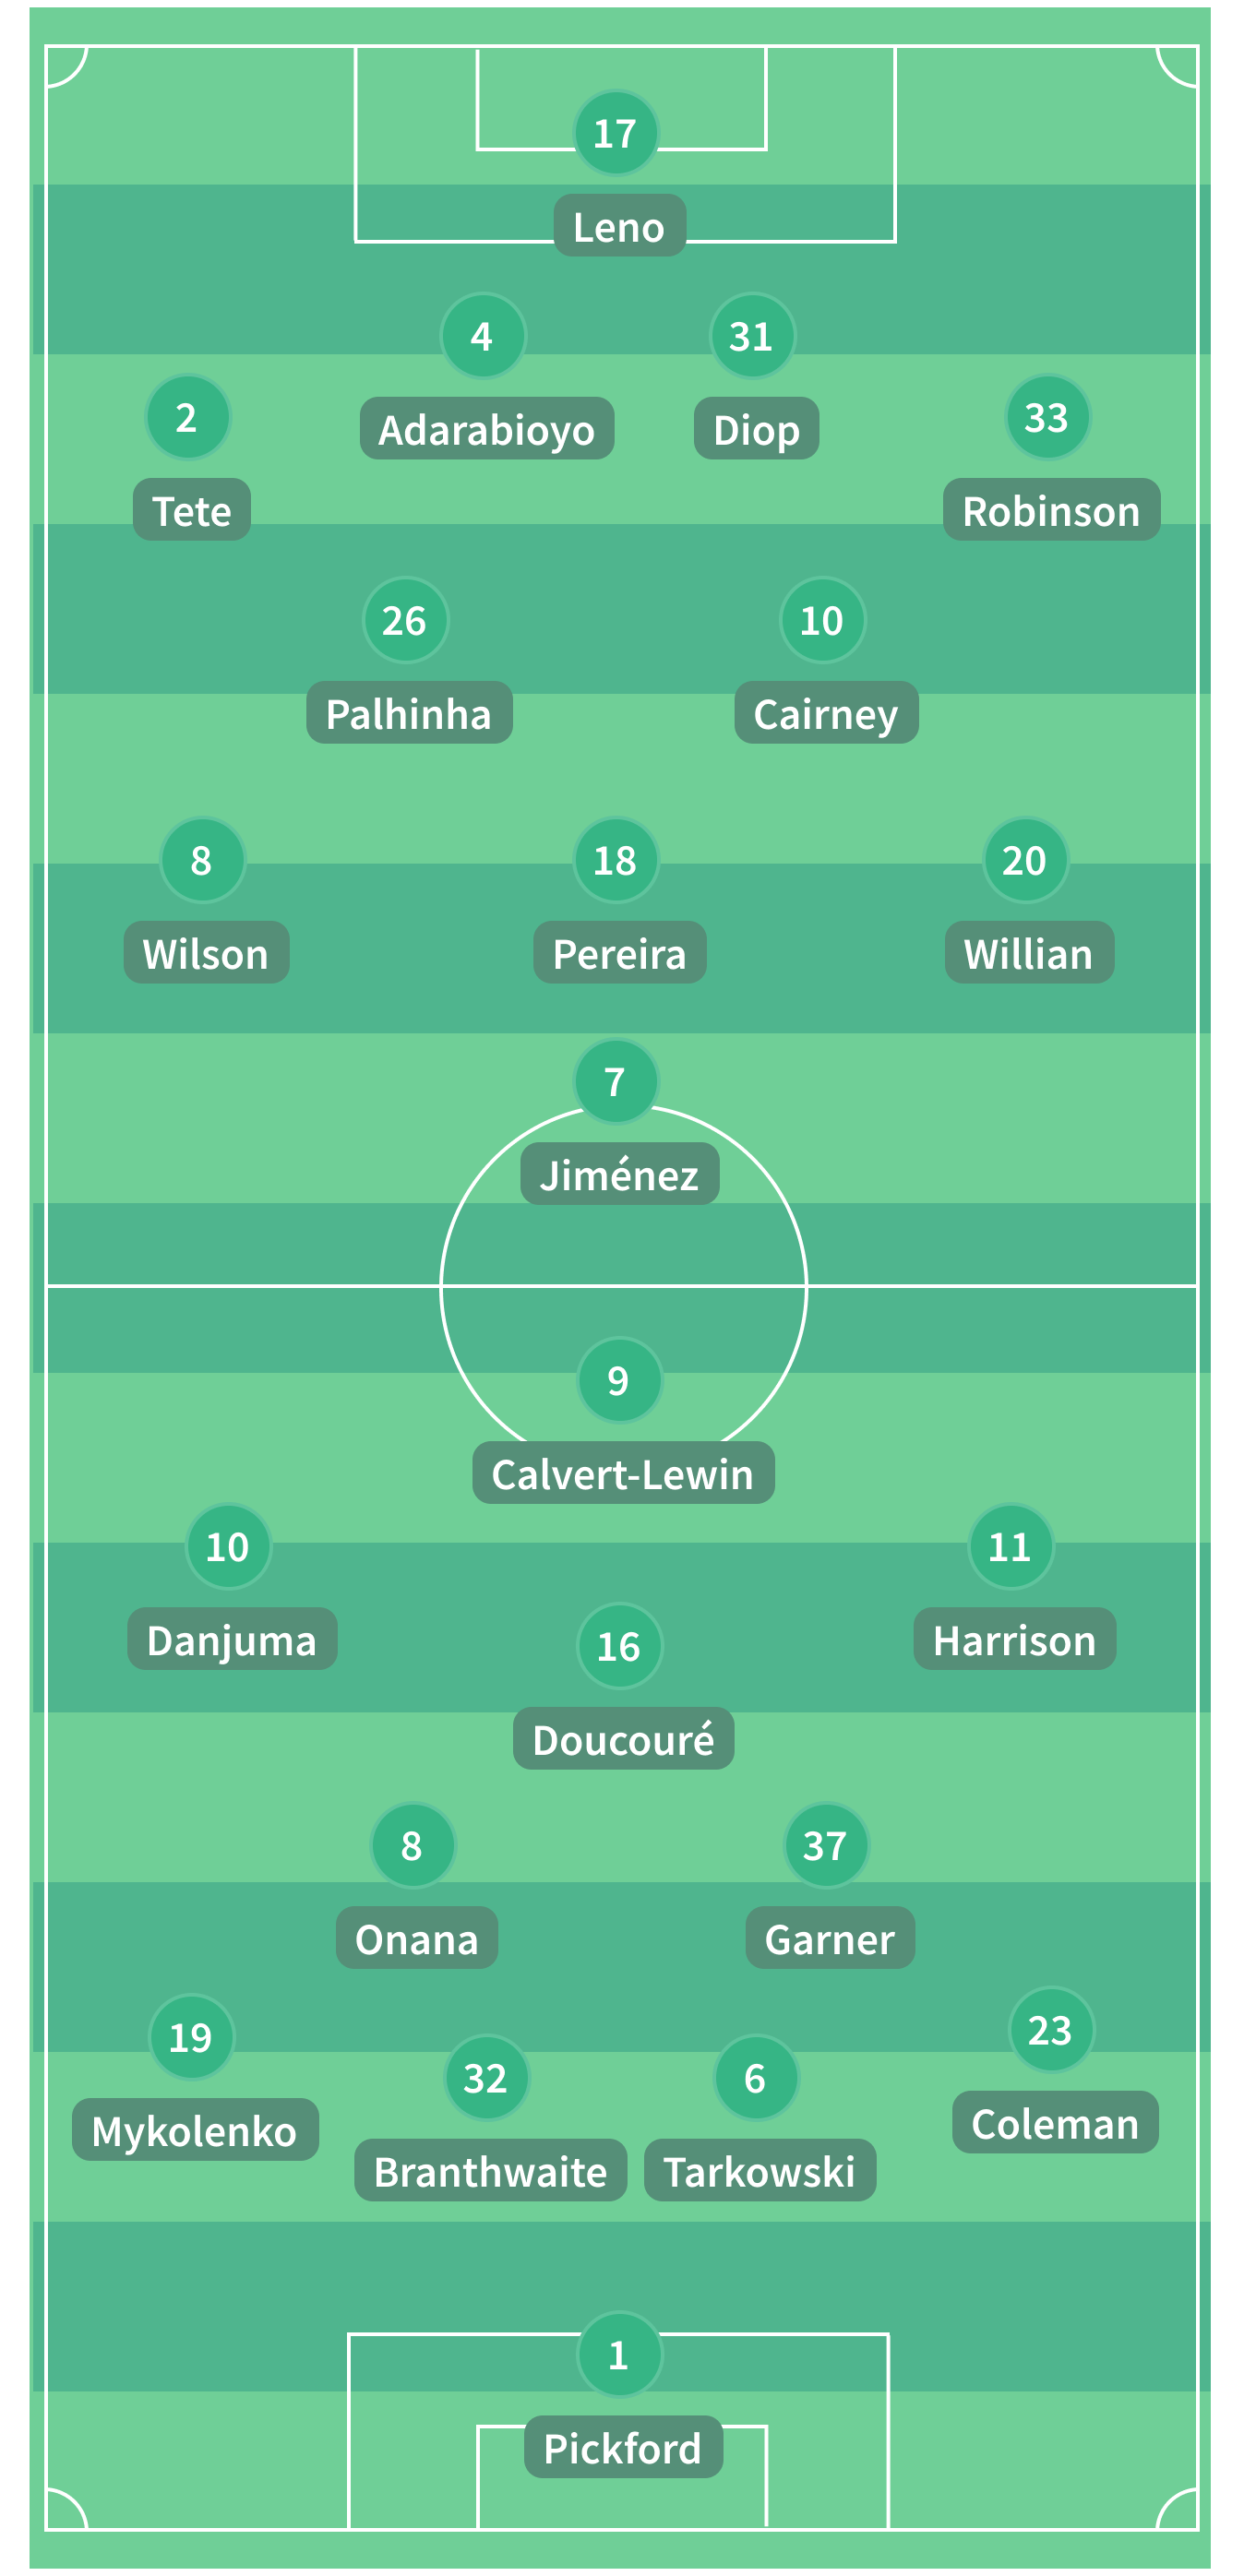 17
Leno
4
31
Adarabioyo
Diop
2
33
Tete
Robinson
26
10
Palhinha
Cairney
8
18
20
Wilson
Pereira
Willian
7
Jiménez
9
Calvert-Lewin
10
11
Danjuma
Harrison
16
Doucouré
8
37
Onana
Garner
19
23
Mykolenko
Coleman
32
6
Branthwaite
Tarkowski
1
Pickford